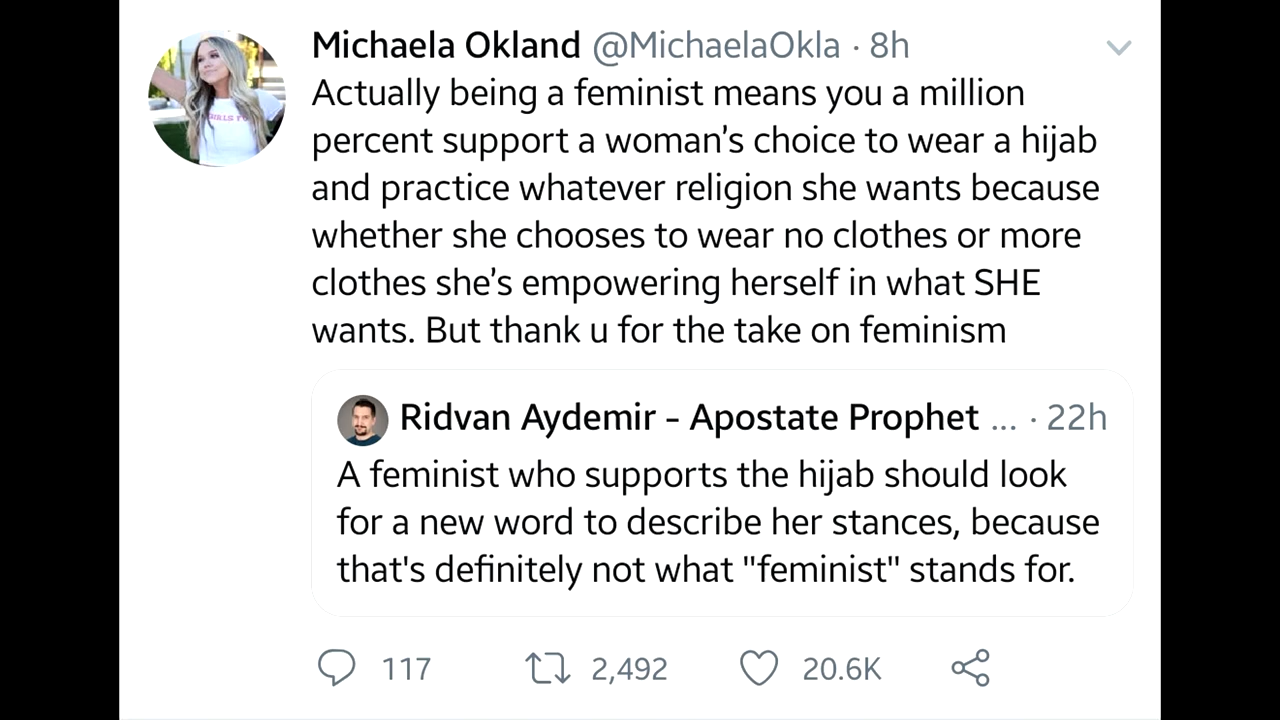 Michaela Okland @MichaelaOkla · 8h
Actually being a feminist means you a million
percent support a woman's choice to wear a hijab
and practice whatever religion she wants because
whether she chooses to wear no clothes or more
clothes she's empowering herself in what SHE
wants. But thank u for the take on feminism
Ridvan Aydemir - Apostate Prophet ... · 22h
A feminist who supports the hijab should look
for a new word to describe her stances, because
that's definitely not what "feminist" stands for.
117 2,492 20.6K